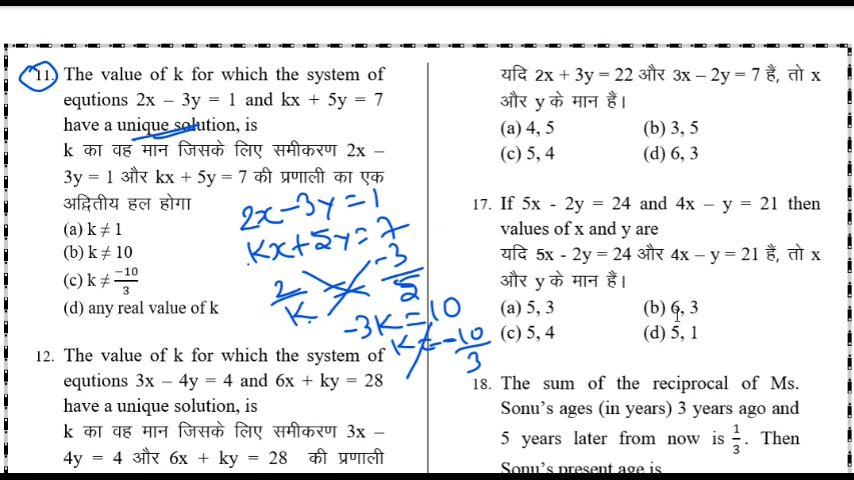 11. The value of k for which the system of
equtions 2x – 3y = 1 and kx + 5y = 7
have a unique solution, is
k का वह मान जिसके लिए समीकरण 2x –
3y = 1 और kx + 5y = 7 की प्रणाली का एक
अद्वितीय हल होगा
(a) k ≠ 1
(b) k ≠ 10
(c) k ≠ −10/3
(d) any real value of k
2x – 3y = 1
kx + 5y = 7
2/k ≠ -3/5
-3k = 10
k ≠ -10/3
12. The value of k for which the system of
equtions 3x – 4y = 4 and 6x + ky = 28
have a unique solution, is
k का वह मान जिसके लिए समीकरण 3x –
4y = 4 और 6x + ky = 28 की प्रणाली
यदि 2x + 3y = 22 और 3x – 2y = 7 हैं, तो x
और y के मान हैं।
(a) 4, 5 (b) 3, 5
(c) 5, 4 (d) 6, 3
17. If 5x - 2y = 24 and 4x – y = 21 then
values of x and y are
यदि 5x - 2y = 24 और 4x – y = 21 हैं, तो x
और y के मान हैं।
(a) 5, 3 (b) 6, 3
(c) 5, 4 (d) 5, 1
18. The sum of the reciprocal of Ms.
Sonu's ages (in years) 3 years ago and
5 years later from now is 1/3. Then
Sonu's present age is